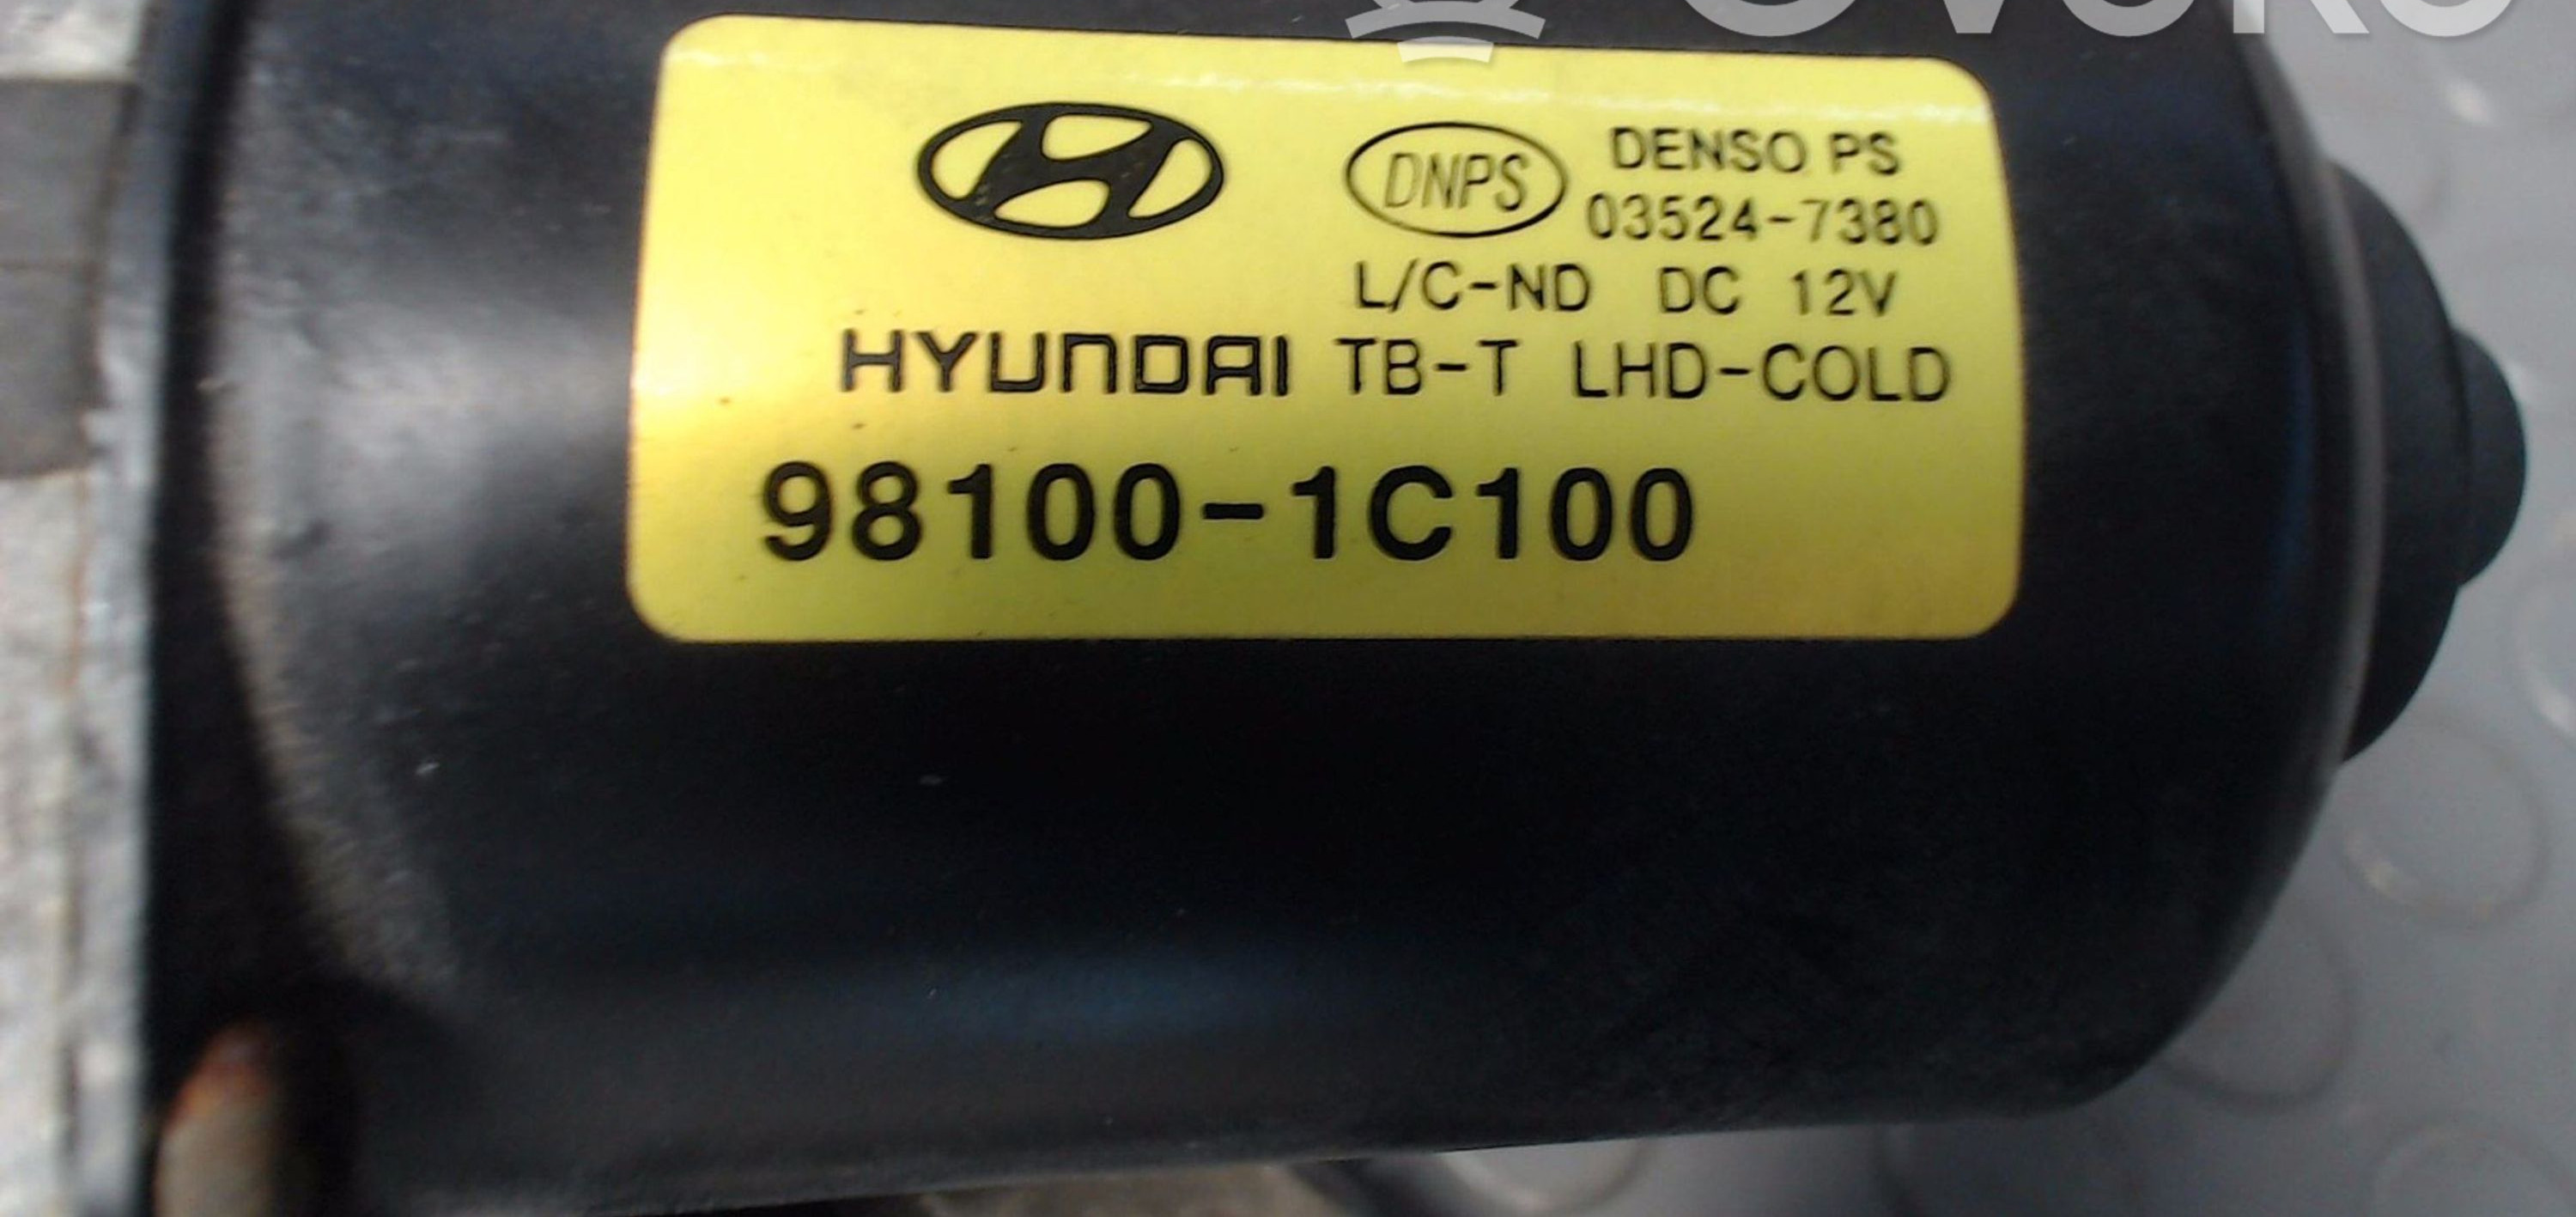 DNPS DENSO PS
03524-7380
L/C-ND DC 12V
HYUNDAI TB-T LHD-COLD
98100-1C100